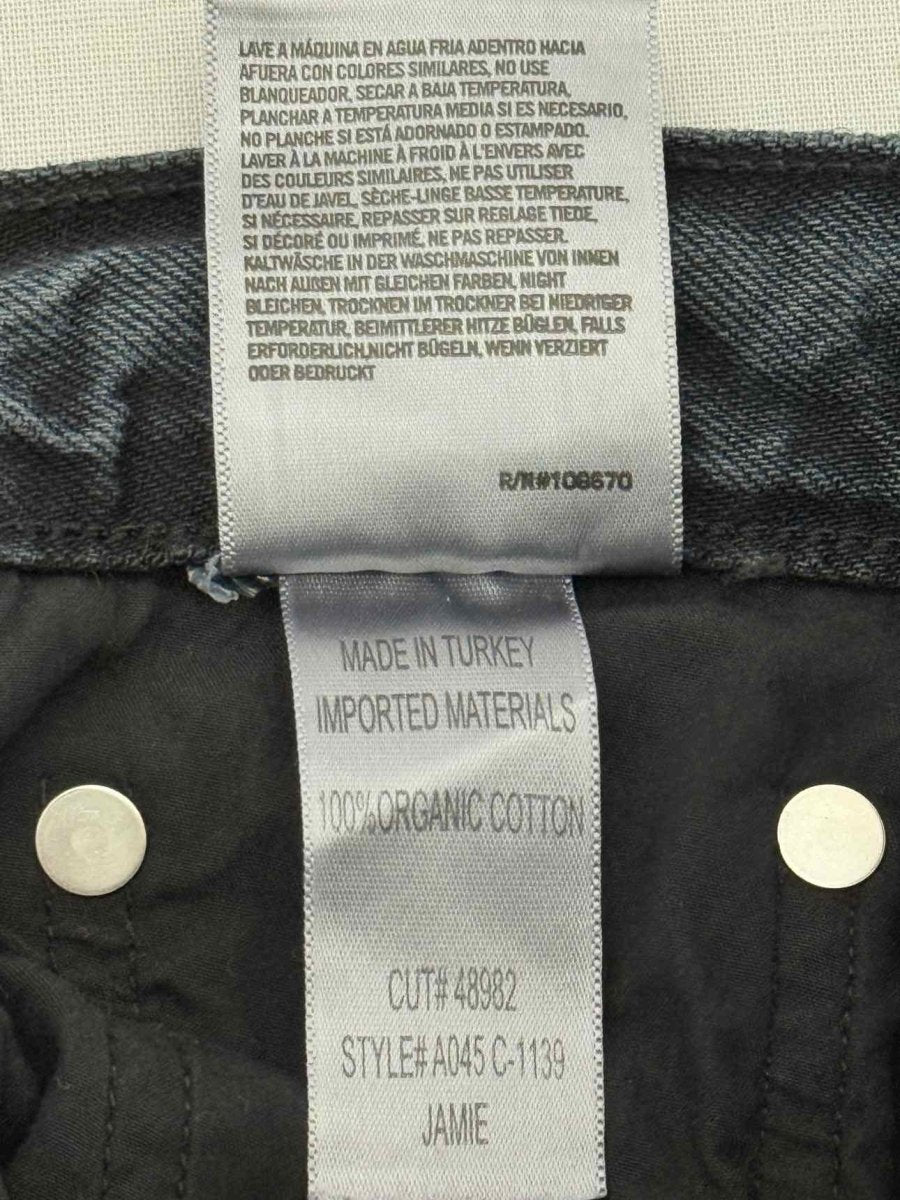 LAVE A MÁQUINA EN AGUA FRIA ADENTRO HACIA
AFUERA CON COLORES SIMILARES, NO USE
BLANQUEADOR, SECAR A BAJA TEMPERATURA,
PLANCHAR A TEMPERATURA MEDIA SI ES NECESARIO,
NO PLANCHE SI ESTÁ ADORNADO O ESTAMPADO.
LAVER À LA MACHINE À FROID À L'ENVERS AVEC
DES COULEURS SIMILAIRES, NE PAS UTILISER
D'EAU DE JAVEL, SÈCHE-LINGE BASSE TEMPERATURE,
SI NÉCESSAIRE, REPASSER SUR REGLAGE TIEDE,
SI DÉCORÉ OU IMPRIMÉ, NE PAS REPASSER.
KALTWÄSCHE IN DER WASCHMASCHINE VON INNEN
NACH AUßEN MIT GLEICHEN FARBEN, NIGHT
BLEICHEN, TROCKNEN IM TROCKNER BEI NIEDRIGER
TEMPERATUR, BEIMITTLERER HITZE BÜGLEN, FALLS
ERFORDERLICH,NICHT BÜGELN, WENN VERZIERT
ODER BEDRUCKT
R/N#108670
MADE IN TURKEY
IMPORTED MATERIALS
100%ORGANIC COTTON
CUT# 48982
STYLE# A045 C-1139
JAMIE